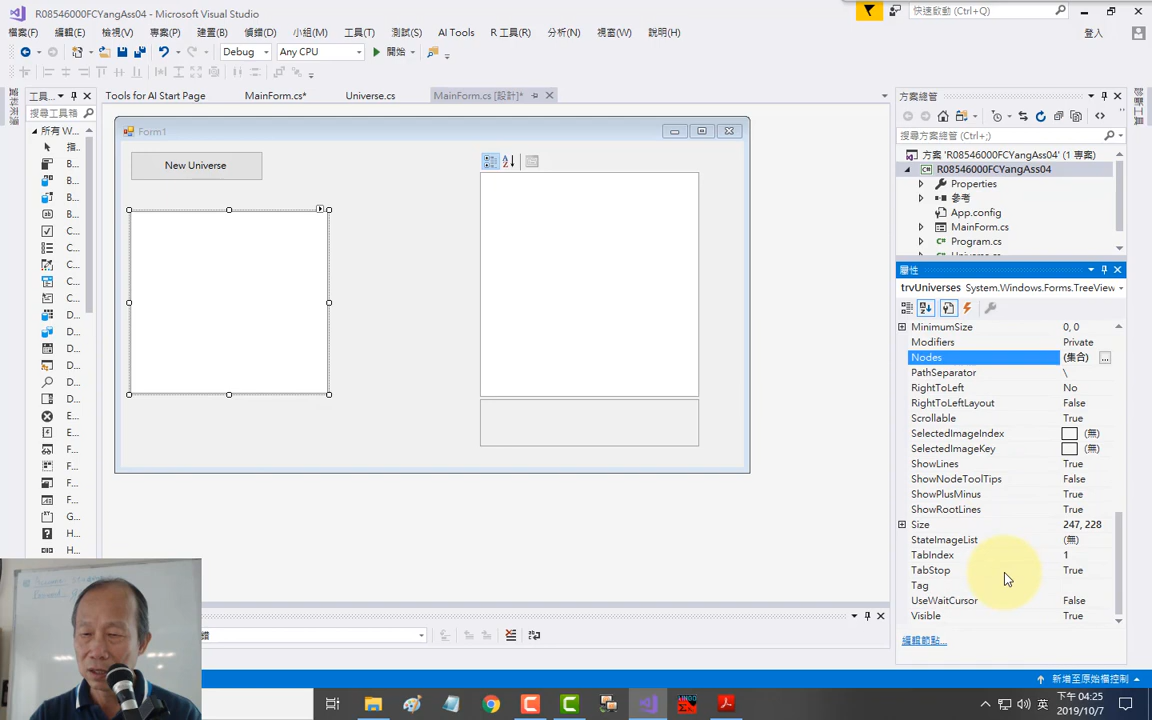 R08546000FCYangAss04 - Microsoft Visual Studio
快速啟動 (Ctrl+Q)
檔案(F) 編輯(E) 檢視(V) 專案(P) 建置(B) 偵錯(D) 小組(M) 工具(T) 測試(S) AI Tools R 工具(R) 分析(N) 視窗(W) 說明(H) 登入
Debug Any CPU 開始
工具... Tools for AI Start Page MainForm.cs* Universe.cs MainForm.cs [設計]*
搜尋工具箱
所有 W...
指...
B...
B...
B...
B...
C...
C...
C...
C...
C...
D...
D...
D...
D...
D...
D...
E...
E...
F...
F...
F...
G...
H...
H...
Form1
New Universe
方案總管
搜尋方案總管 (Ctrl+;)
方案 'R08546000FCYangAss04' (1 專案)
R08546000FCYangAss04
Properties
參考
App.config
MainForm.cs
Program.cs
Universe.cs
屬性
trvUniverses System.Windows.Forms.TreeView
MinimumSize 0, 0
Modifiers Private
Nodes (集合) ...
PathSeparator \
RightToLeft No
RightToLeftLayout False
Scrollable True
SelectedImageIndex (無)
SelectedImageKey (無)
ShowLines True
ShowNodeToolTips False
ShowPlusMinus True
ShowRootLines True
Size 247, 228
StateImageList (無)
TabIndex 1
TabStop True
Tag
UseWaitCursor False
Visible True
編輯節點...
新增至原始檔控制
英 下午 04:25
2019/10/7